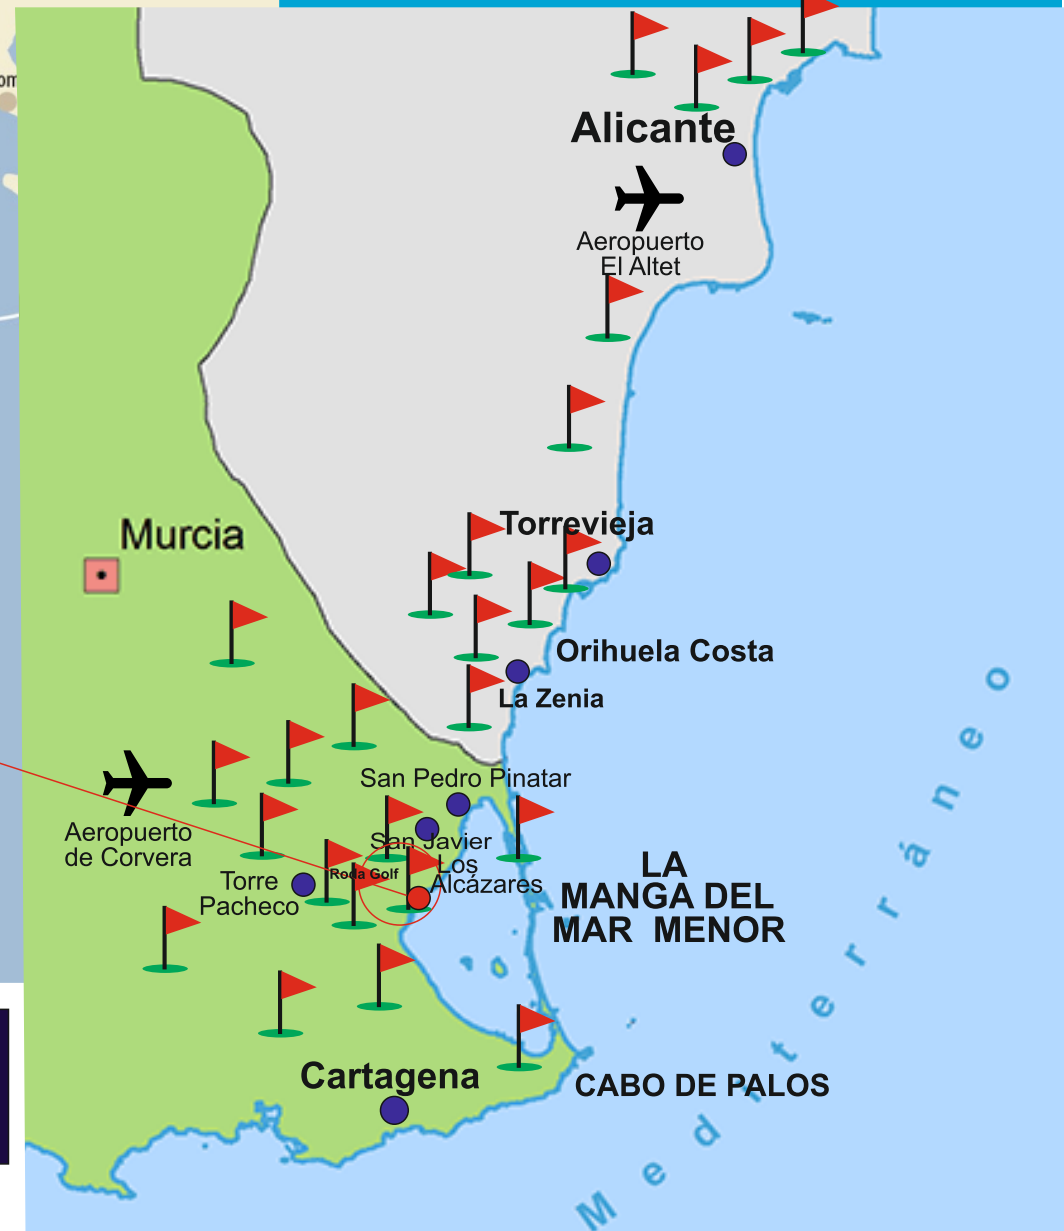 om
Alicante
Aeropuerto
El Altet
Torrevieja
Murcia
Orihuela Costa
La Zenia
San Pedro Pinatar
San Javier
Aeropuerto
de Corvera
Los
Alcázares
Roda Golf
Torre
Pacheco
LA
MANGA DEL
MAR MENOR
Cartagena
CABO DE PALOS
Mediterráneo